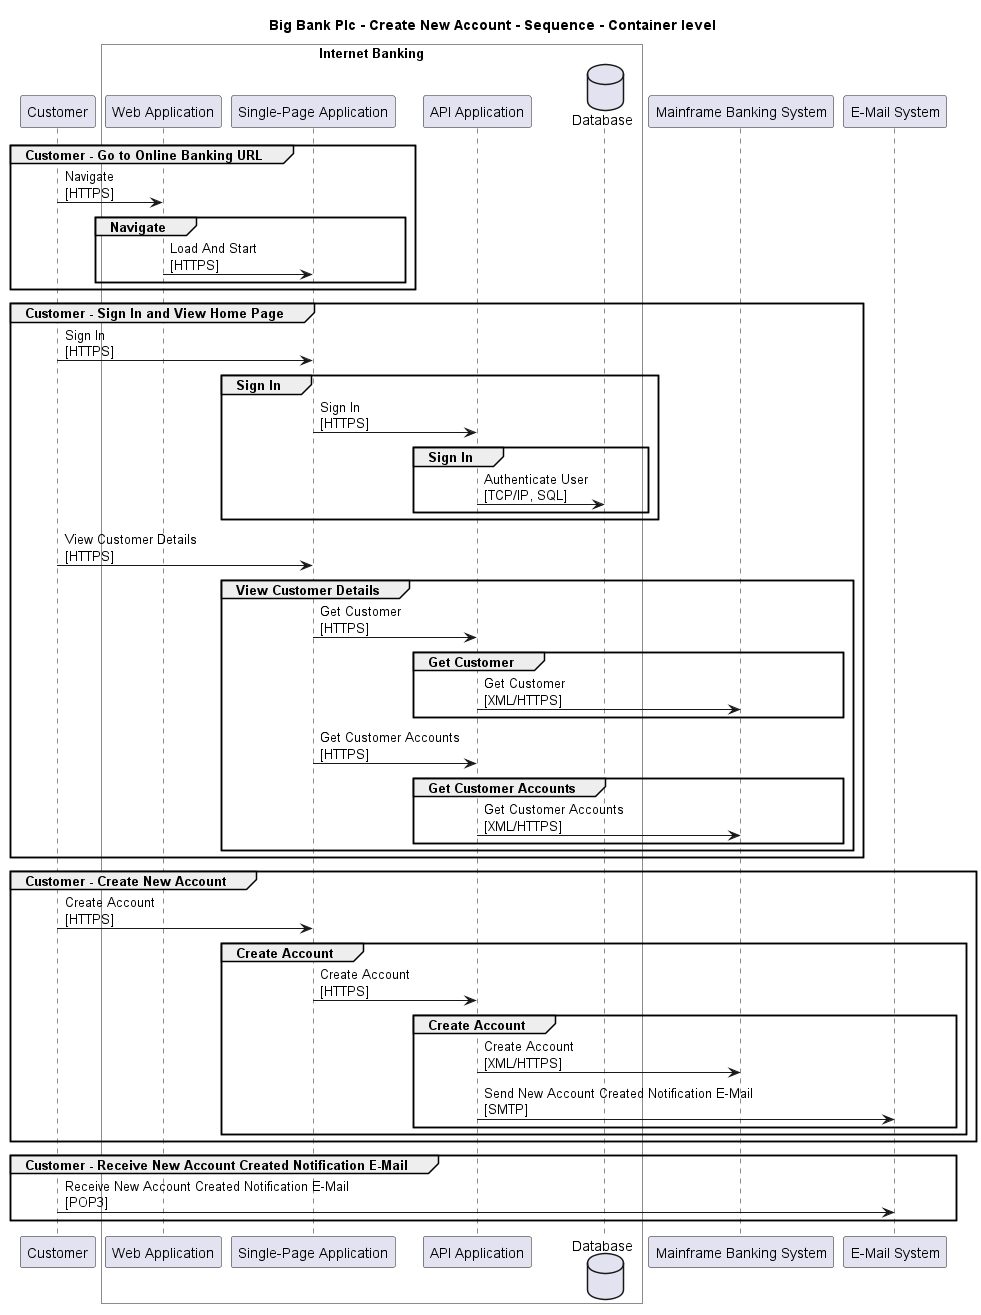 Big Bank Plc - Create New Account - Sequence - Container level
Internet Banking
Customer
Web Application
Single-Page Application
API Application
Database
Mainframe Banking System
E-Mail System
Customer - Go to Online Banking URL
Navigate
[HTTPS]
Navigate
Load And Start
[HTTPS]
Customer - Sign In and View Home Page
Sign In
[HTTPS]
Sign In
Sign In
[HTTPS]
Sign In
Authenticate User
[TCP/IP, SQL]
View Customer Details
[HTTPS]
View Customer Details
Get Customer
[HTTPS]
Get Customer
Get Customer
[XML/HTTPS]
Get Customer Accounts
[HTTPS]
Get Customer Accounts
Get Customer Accounts
[XML/HTTPS]
Customer - Create New Account
Create Account
[HTTPS]
Create Account
Create Account
[HTTPS]
Create Account
Create Account
[XML/HTTPS]
Send New Account Created Notification E-Mail
[SMTP]
Customer - Receive New Account Created Notification E-Mail
Receive New Account Created Notification E-Mail
[POP3]
Customer
Web Application
Single-Page Application
API Application
Database
Mainframe Banking System
E-Mail System